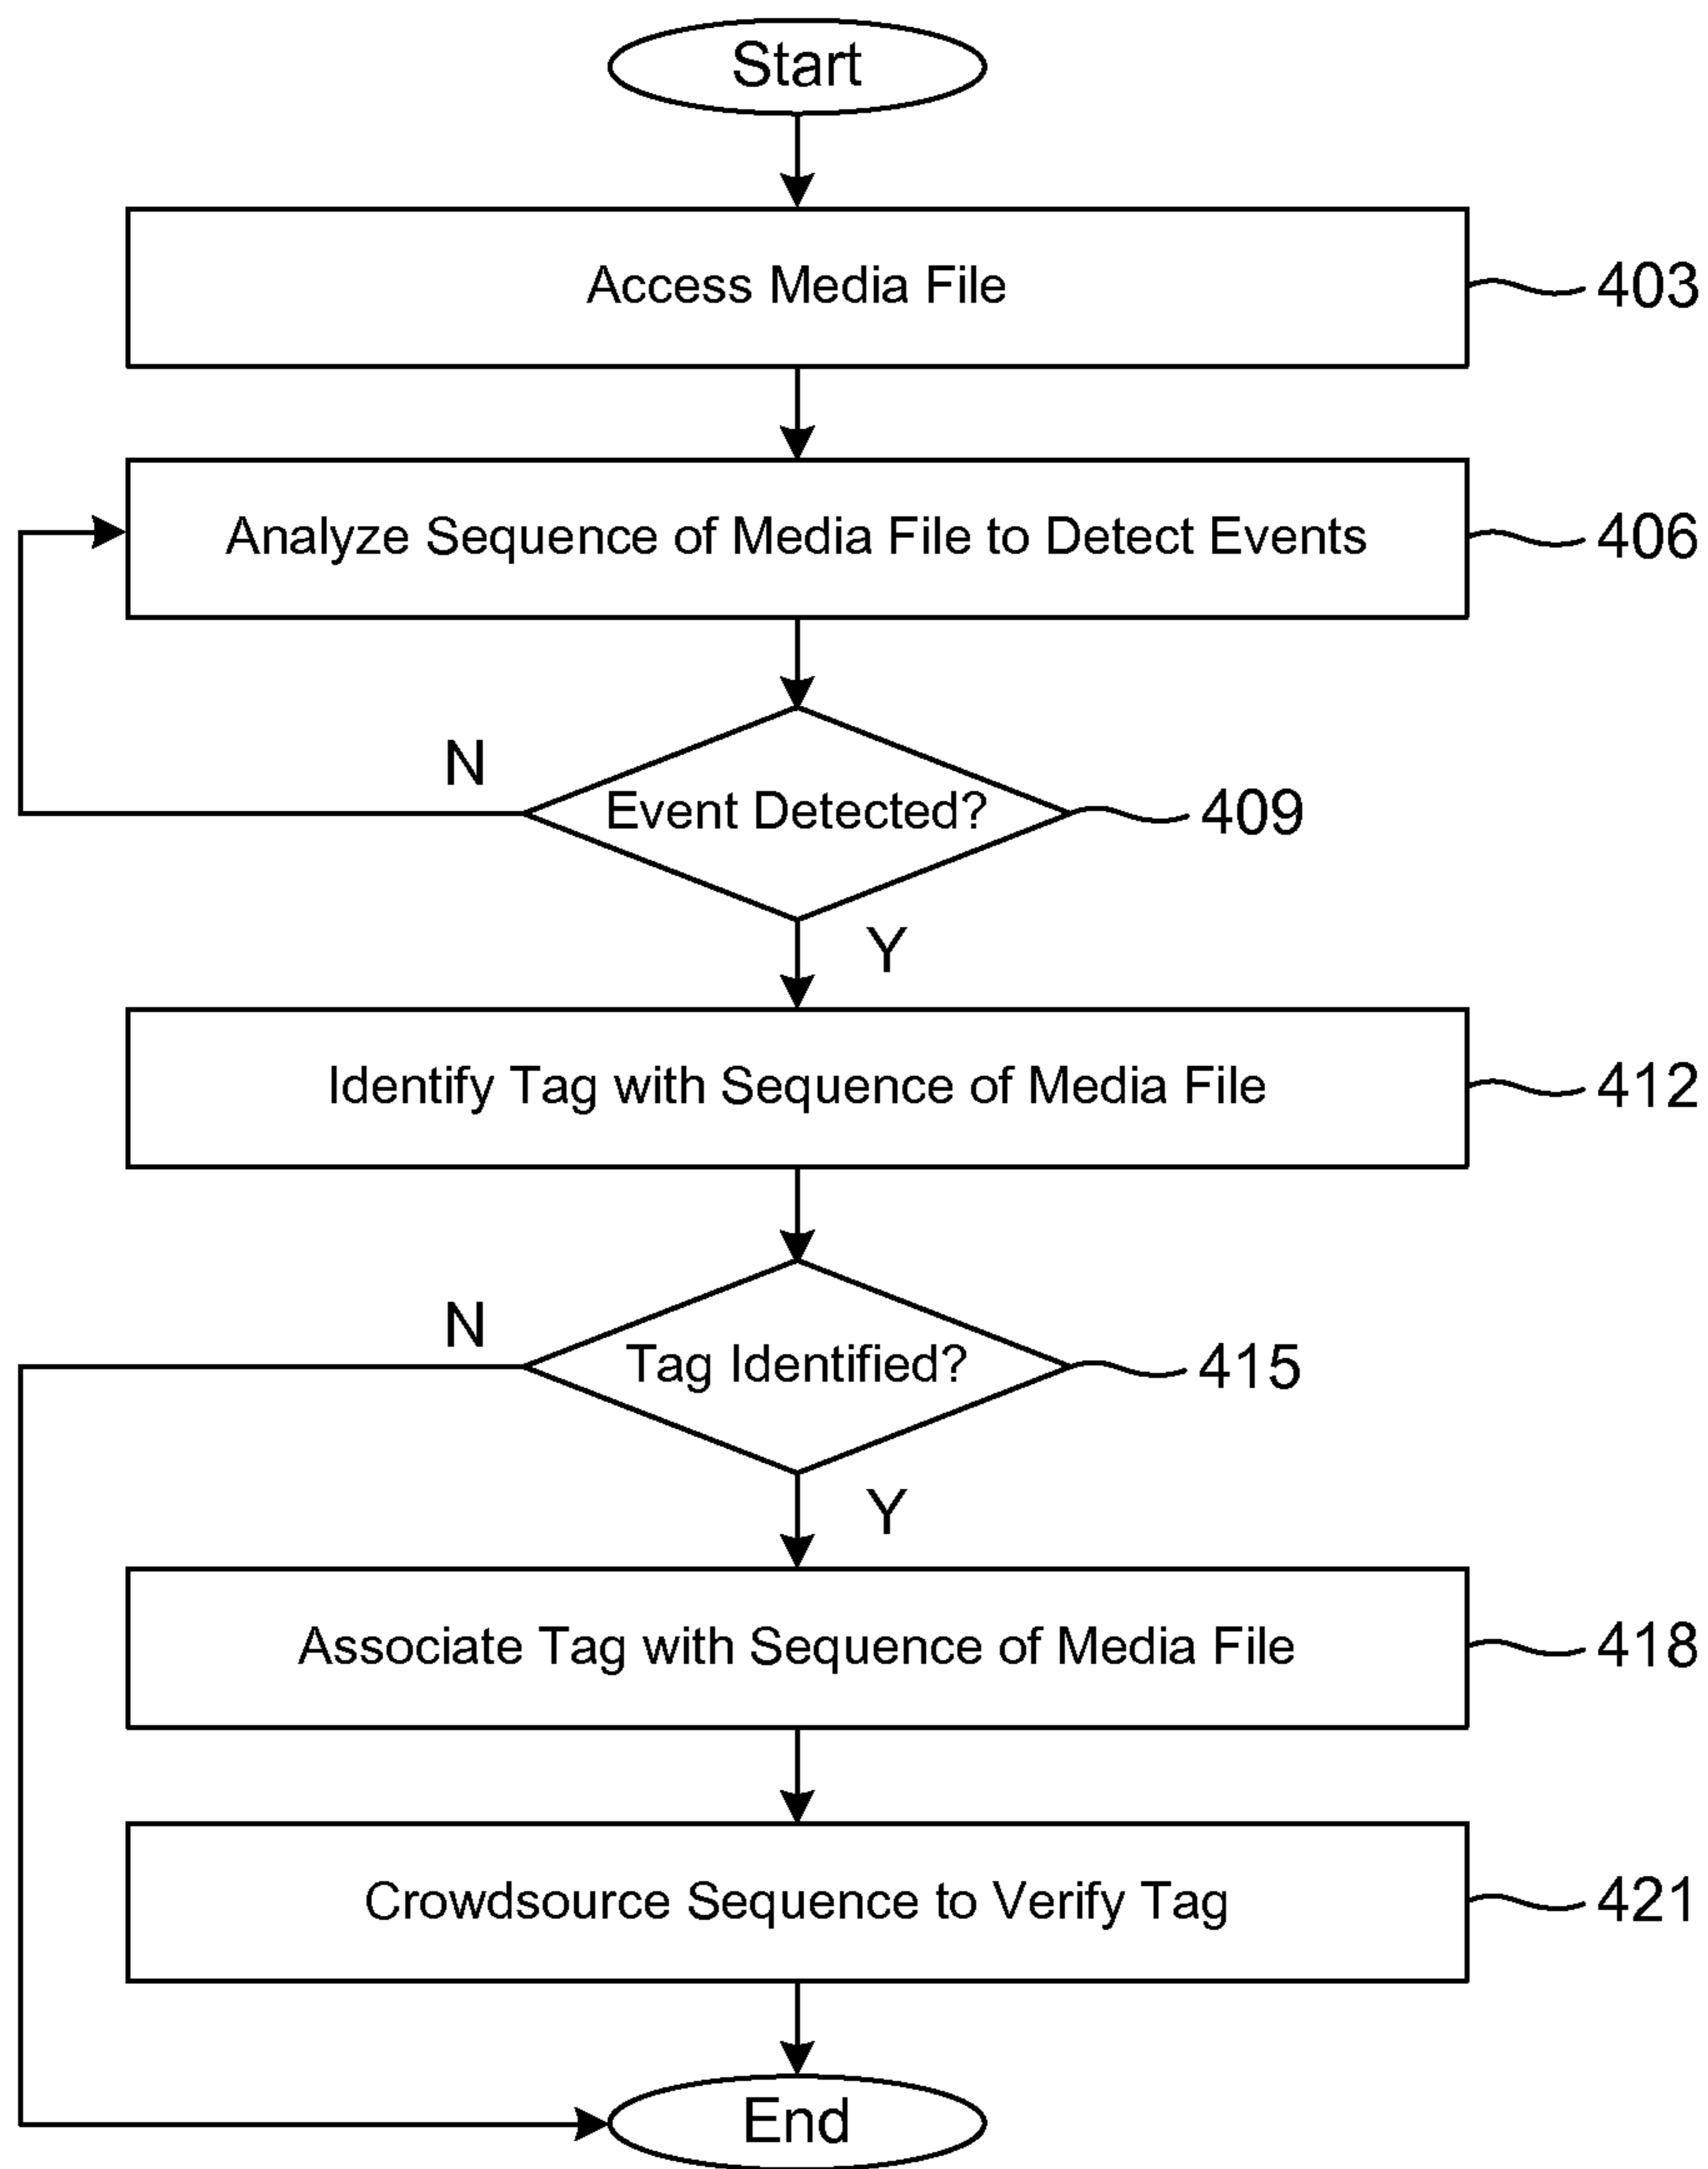 Start
Access Media File
403
Analyze Sequence of Media File to Detect Events
406
N
Event Detected?
409
Y
Identify Tag with Sequence of Media File
412
N
Tag Identified?
415
Y
Associate Tag with Sequence of Media File
418
Crowdsource Sequence to Verify Tag
421
End